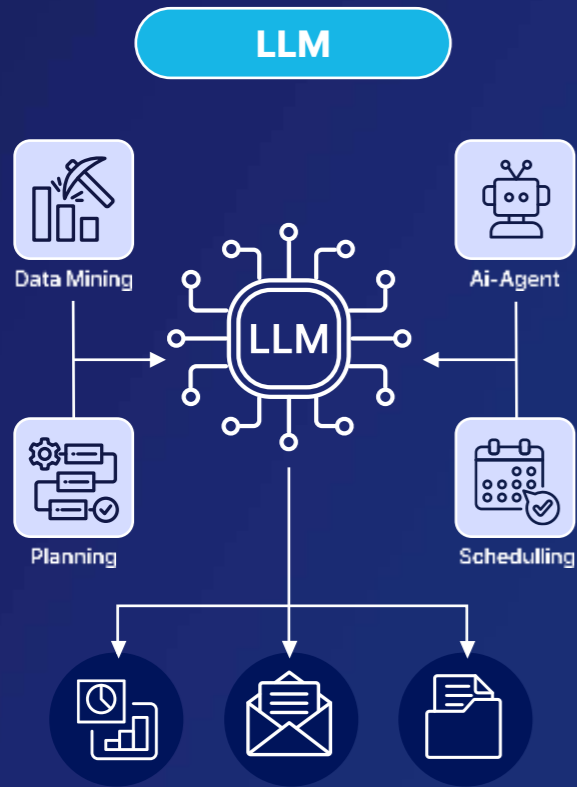 LLM
Data Mining
Ai-Agent
LLM
Planning
Schedulling